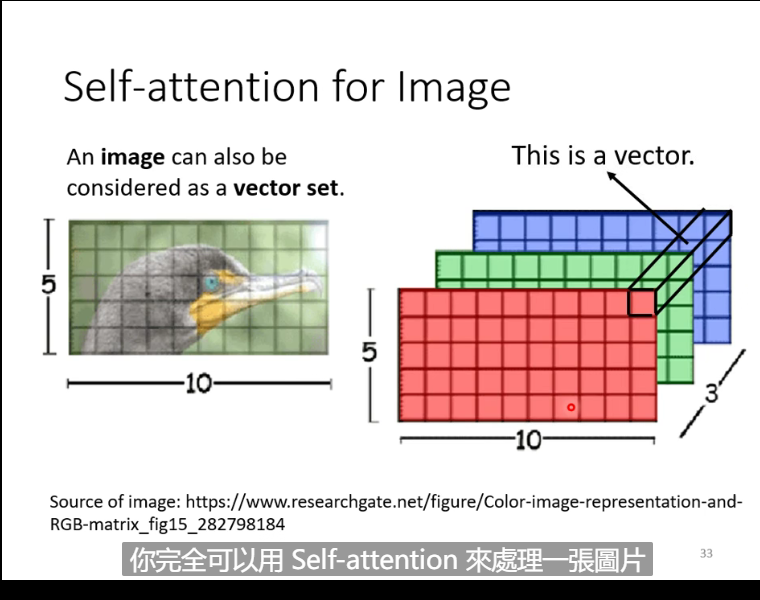 Self-attention for Image
An image can also be
considered as a vector set.
This is a vector.
5
10
5
10
3
Source of image: https://www.researchgate.net/figure/Color-image-representation-and-
RGB-matrix_fig15_282798184
你完全可以用 Self-attention 來處理一張圖片
33